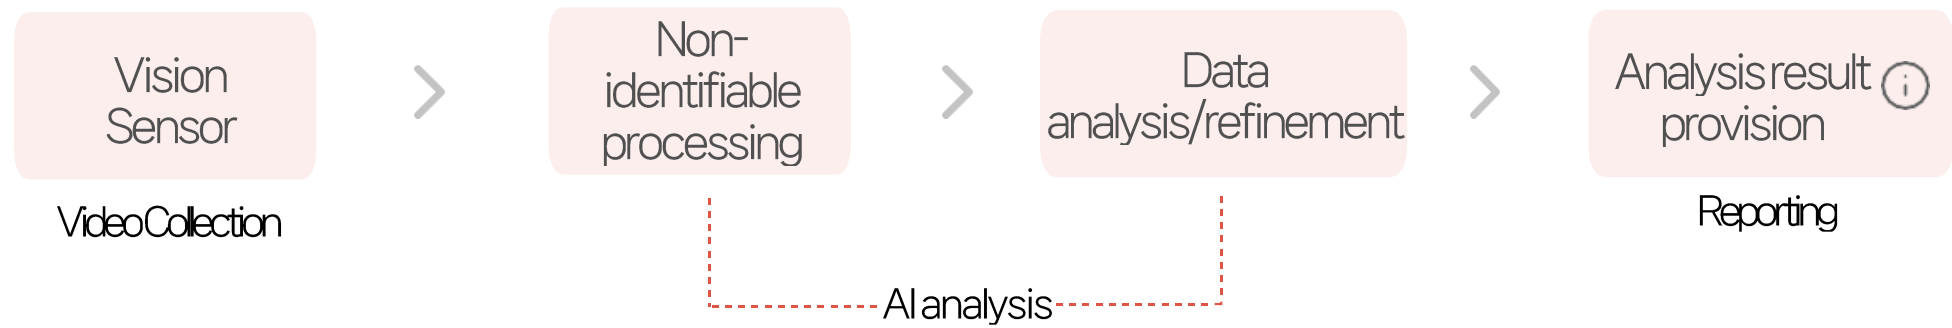 Vision
Sensor
Video Collection
Non-
identifiable
processing
Data
analysis/refinement
AI analysis
Analysis result
provision
Reporting